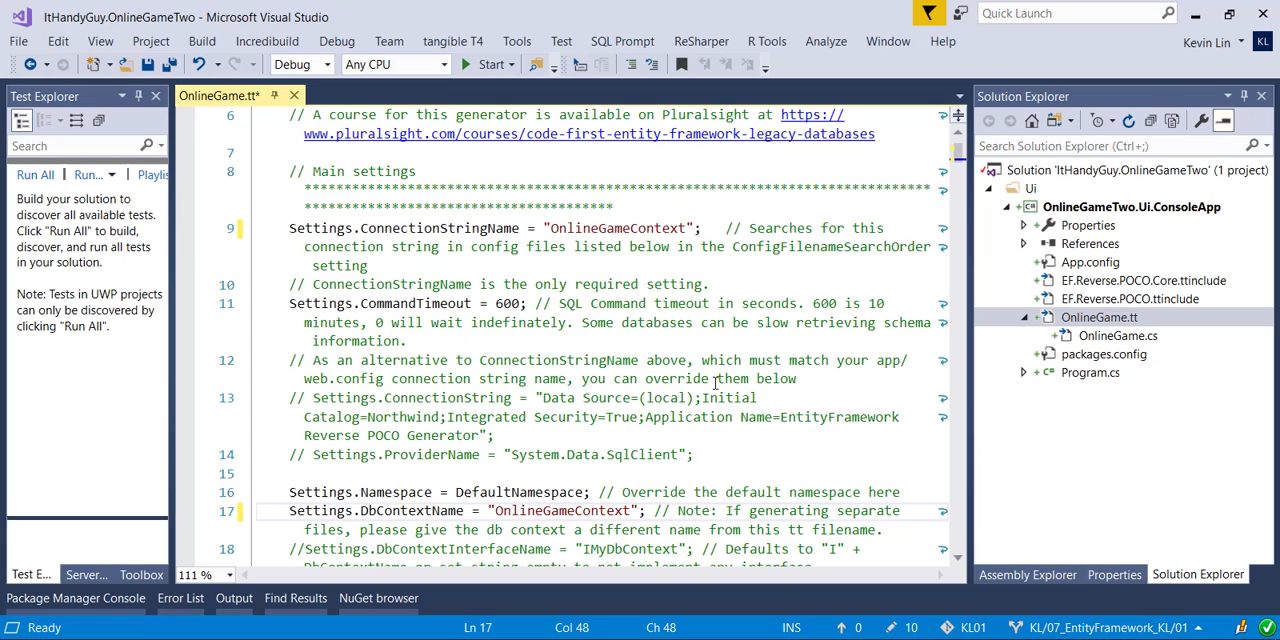 ItHandyGuy.OnlineGameTwo - Microsoft Visual Studio
Quick Launch
File Edit View Project Build Incredibuild Debug Team tangible T4 Tools Test SQL Prompt ReSharper R Tools Analyze Window Help
Kevin Lin KL
Debug Any CPU Start
Test Explorer
Search
Run All | Run... | Playlis
Build your solution to
discover all available tests.
Click "Run All" to build,
discover, and run all tests
in your solution.
Note: Tests in UWP projects
can only be discovered by
clicking "Run All".
Test E... Server... Toolbox
OnlineGame.tt*
6 // A course for this generator is available on Pluralsight at https://
www.pluralsight.com/courses/code-first-entity-framework-legacy-databases
7
8 // Main settings
***********************************************************************************
*****************************************
9 Settings.ConnectionStringName = "OnlineGameContext"; // Searches for this
connection string in config files listed below in the ConfigFilenameSearchOrder
setting
10 // ConnectionStringName is the only required setting.
11 Settings.CommandTimeout = 600; // SQL Command timeout in seconds. 600 is 10
minutes, 0 will wait indefinately. Some databases can be slow retrieving schema
information.
12 // As an alternative to ConnectionStringName above, which must match your app/
web.config connection string name, you can override them below
13 // Settings.ConnectionString = "Data Source=(local);Initial
Catalog=Northwind;Integrated Security=True;Application Name=EntityFramework
Reverse POCO Generator";
14 // Settings.ProviderName = "System.Data.SqlClient";
15
16 Settings.Namespace = DefaultNamespace; // Override the default namespace here
17 Settings.DbContextName = "OnlineGameContext"; // Note: If generating separate
files, please give the db context a different name from this tt filename.
18 //Settings.DbContextInterfaceName = "IMyDbContext"; // Defaults to "I" +
DbContextName or set string empty to not implement any interface
111 %
Solution Explorer
Search Solution Explorer (Ctrl+;)
Solution 'ItHandyGuy.OnlineGameTwo' (1 project)
Ui
OnlineGameTwo.Ui.ConsoleApp
Properties
References
App.config
EF.Reverse.POCO.Core.ttinclude
EF.Reverse.POCO.ttinclude
OnlineGame.tt
OnlineGame.cs
packages.config
Program.cs
Assembly Explorer Properties Solution Explorer
Package Manager Console Error List Output Find Results NuGet browser
Ready Ln 17 Col 48 Ch 48 INS 0 10 KL01 KL/07_EntityFramework_KL/01